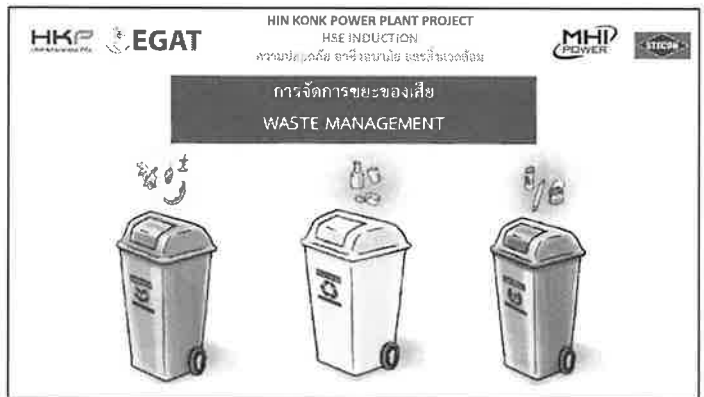 HKP
EGAT
HIN KONK POWER PLANT PROJECT
HSE INDUCTION
ความปลอดภัย อาชีวอนามัย และสิ่งแวดล้อม
MHI
POWER
STECON
การจัดการขยะของเสีย
WASTE MANAGEMENT